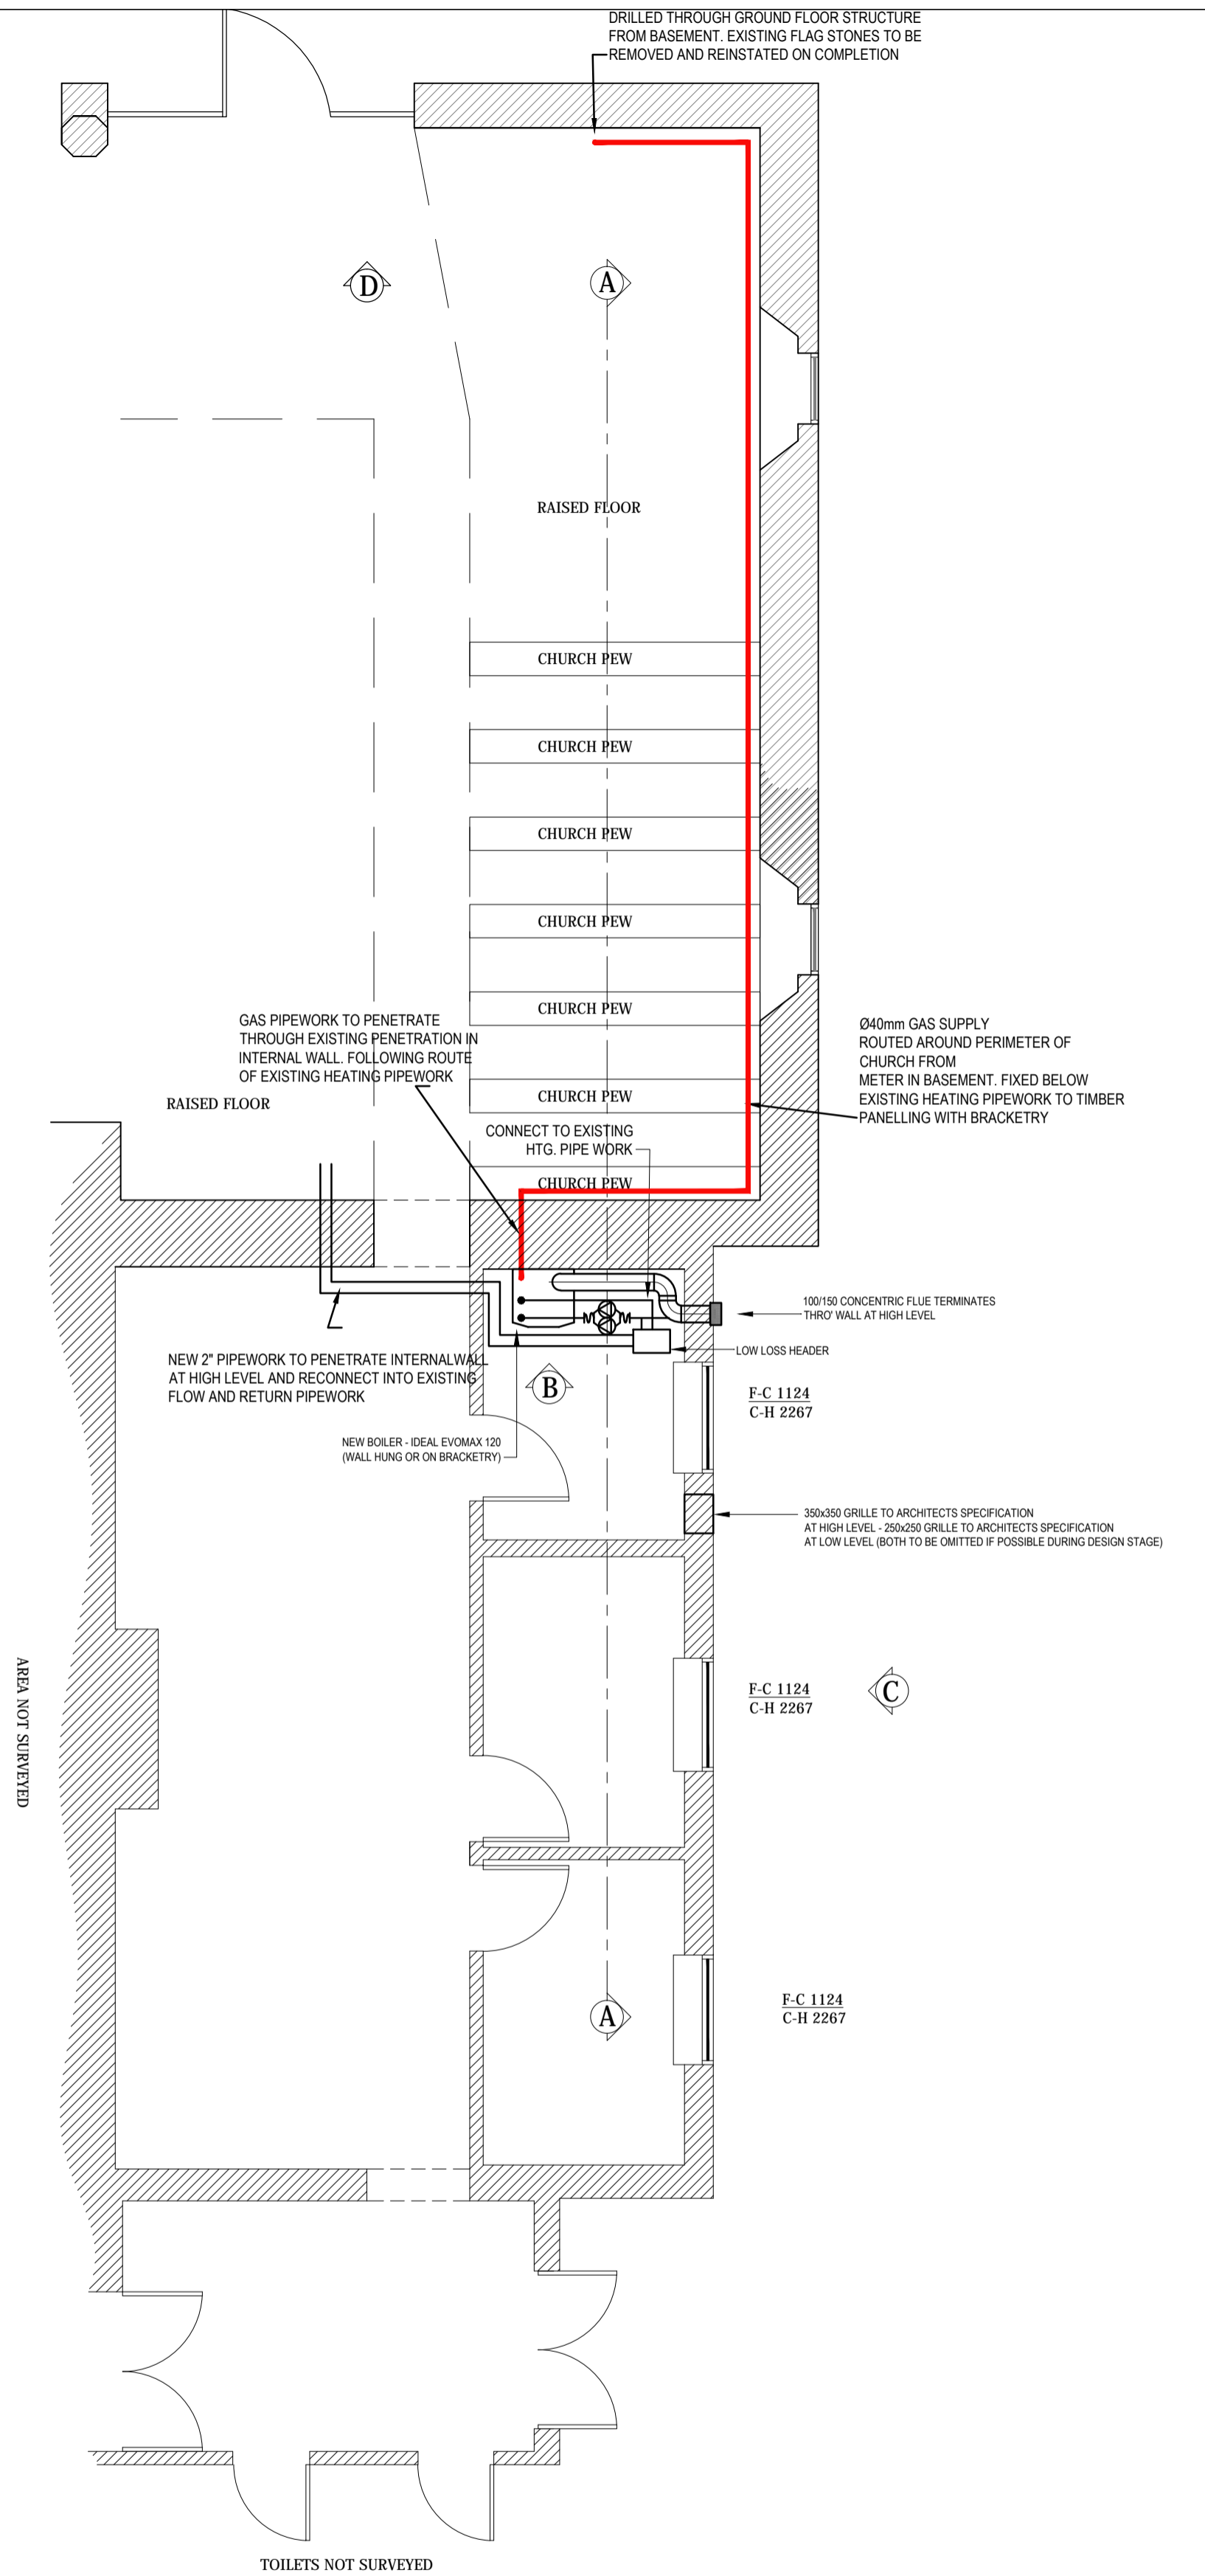 DRILLED THROUGH GROUND FLOOR STRUCTURE
FROM BASEMENT. EXISTING FLAG STONES TO BE
REMOVED AND REINSTATED ON COMPLETION
D
A
RAISED FLOOR
CHURCH PEW
CHURCH PEW
CHURCH PEW
CHURCH PEW
CHURCH PEW
GAS PIPEWORK TO PENETRATE
THROUGH EXISTING PENETRATION IN
INTERNAL WALL. FOLLOWING ROUTE
OF EXISTING HEATING PIPEWORK
Ø40mm GAS SUPPLY
ROUTED AROUND PERIMETER OF
CHURCH FROM
METER IN BASEMENT. FIXED BELOW
EXISTING HEATING PIPEWORK TO TIMBER
PANELLING WITH BRACKETRY
CHURCH PEW
RAISED FLOOR
CONNECT TO EXISTING
HTG. PIPE WORK
CHURCH PEW
100/150 CONCENTRIC FLUE TERMINATES
THRO' WALL AT HIGH LEVEL
LOW LOSS HEADER
NEW 2" PIPEWORK TO PENETRATE INTERNALWALL
AT HIGH LEVEL AND RECONNECT INTO EXISTING
FLOW AND RETURN PIPEWORK
B
F-C 1124
C-H 2267
NEW BOILER - IDEAL EVOMAX 120
(WALL HUNG OR ON BRACKETRY)
350x350 GRILLE TO ARCHITECTS SPECIFICATION
AT HIGH LEVEL - 250x250 GRILLE TO ARCHITECTS SPECIFICATION
AT LOW LEVEL (BOTH TO BE OMITTED IF POSSIBLE DURING DESIGN STAGE)
AREA NOT SURVEYED
F-C 1124
C-H 2267
C
F-C 1124
C-H 2267
A
TOILETS NOT SURVEYED